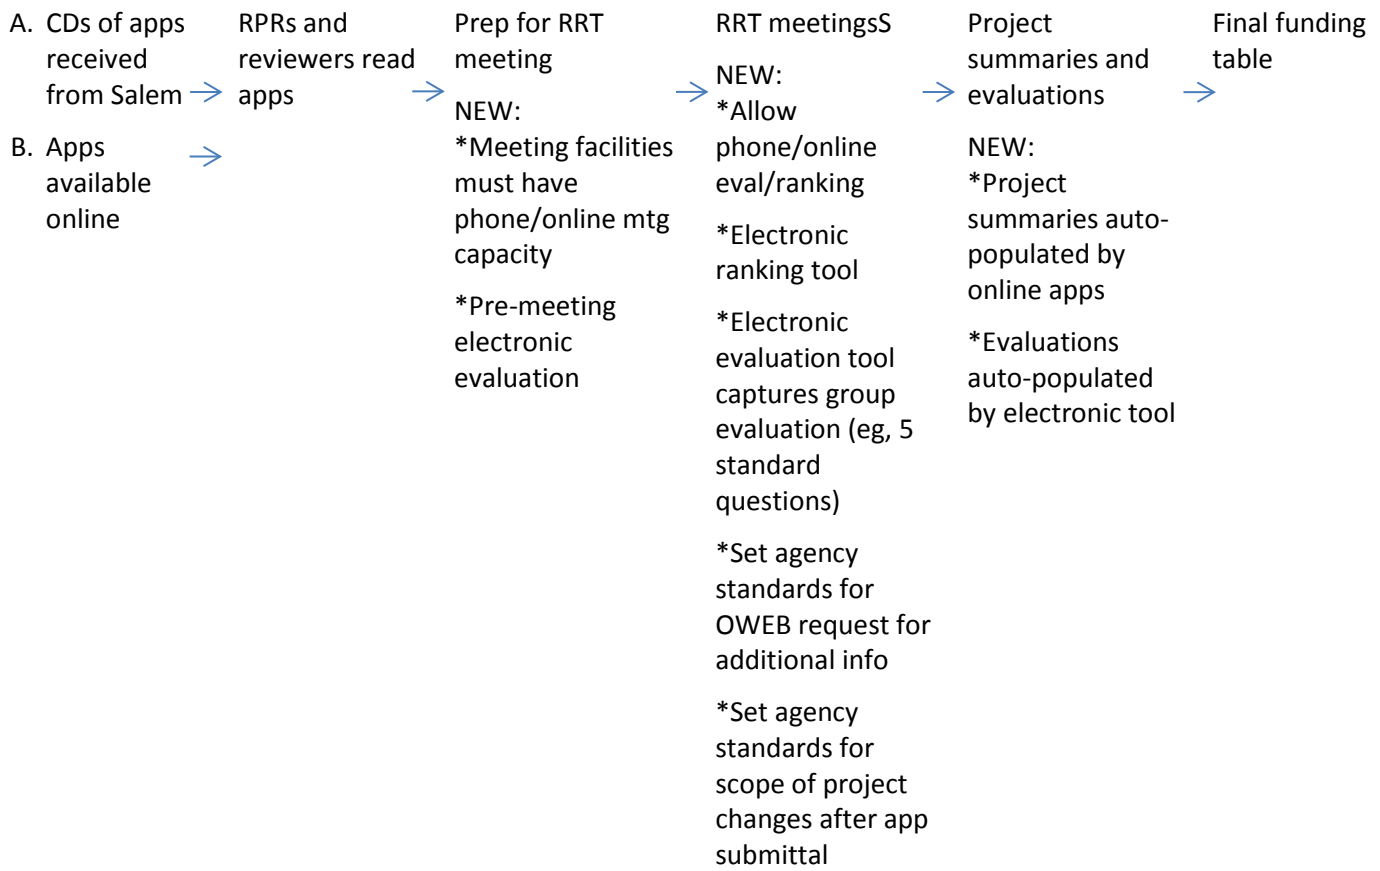 A. CDs of apps
received
from Salem
B. Apps
available
online
RPRs and
reviewers read
apps
Prep for RRT
meeting
NEW:
*Meeting facilities
must have
phone/online mtg
capacity
*Pre-meeting
electronic
evaluation
RRT meetingsS
NEW:
*Allow
phone/online
eval/ranking
*Electronic
ranking tool
*Electronic
evaluation tool
captures group
evaluation (eg, 5
standard
questions)
*Set agency
standards for
OWEB request for
additional info
*Set agency
standards for
scope of project
changes after app
submittal
Project
summaries and
evaluations
NEW:
*Project
summaries auto-
populated by
online apps
*Evaluations
auto-populated
by electronic tool
Final funding
table